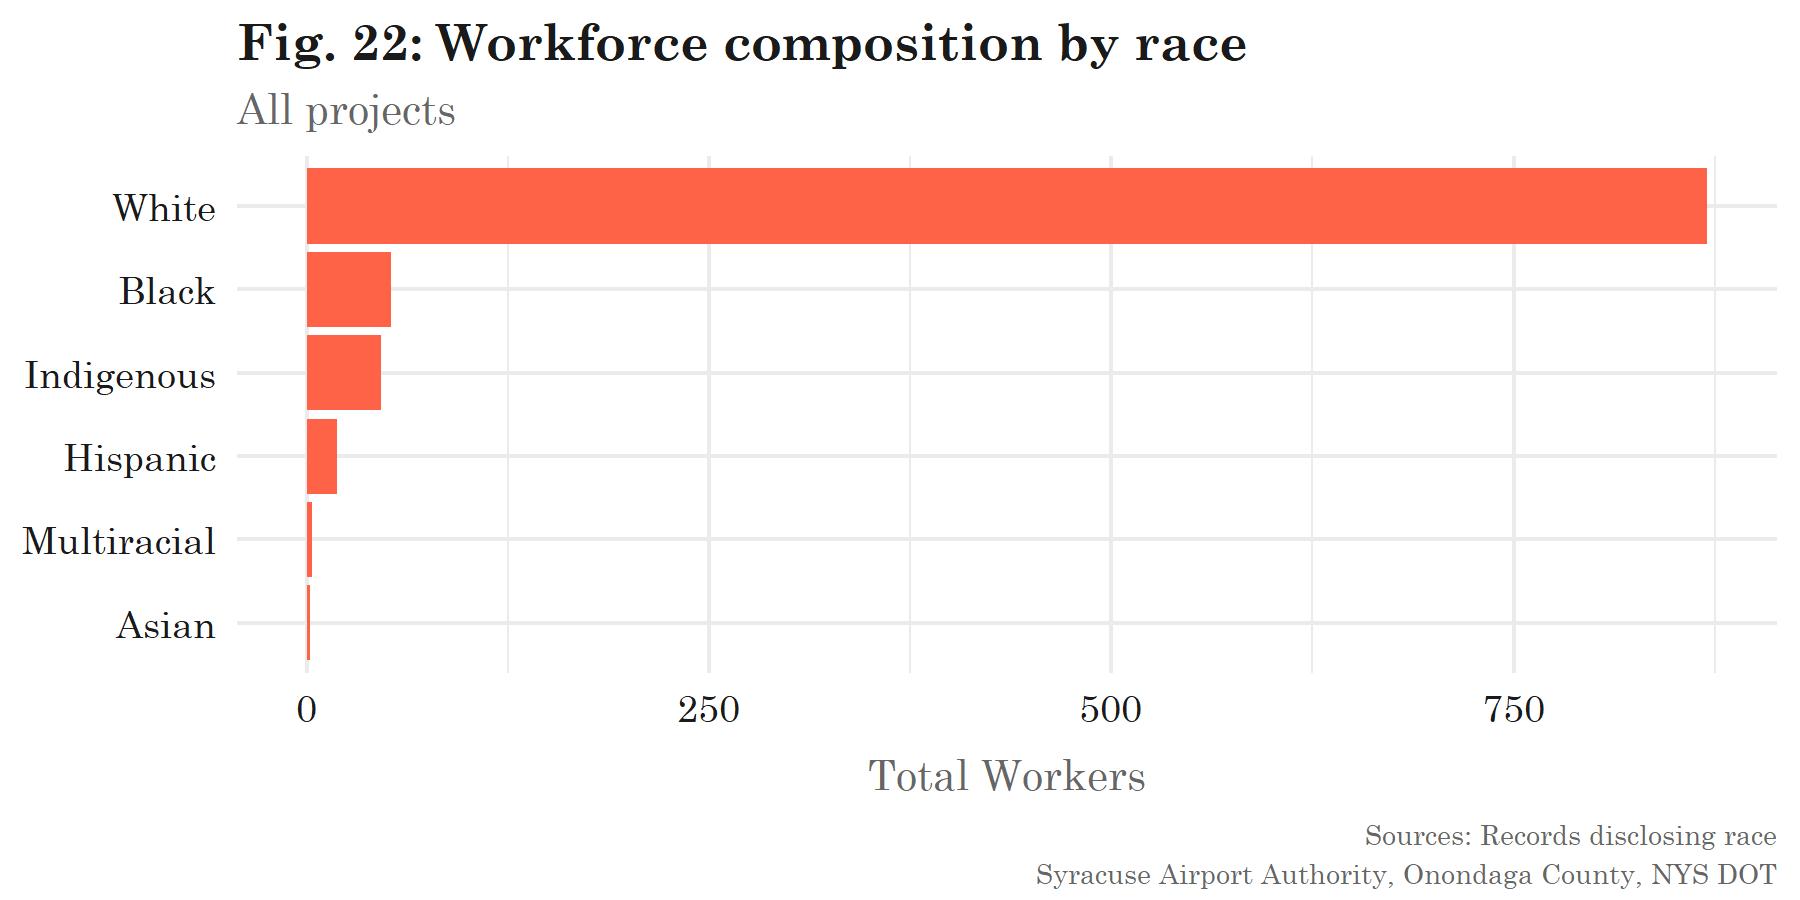 Fig. 22: Workforce composition by race
All projects
White
Black
Indigenous
Hispanic
Multiracial
Asian
0 250 500 750
Total Workers
Sources: Records disclosing race
Syracuse Airport Authority, Onondaga County, NYS DOT